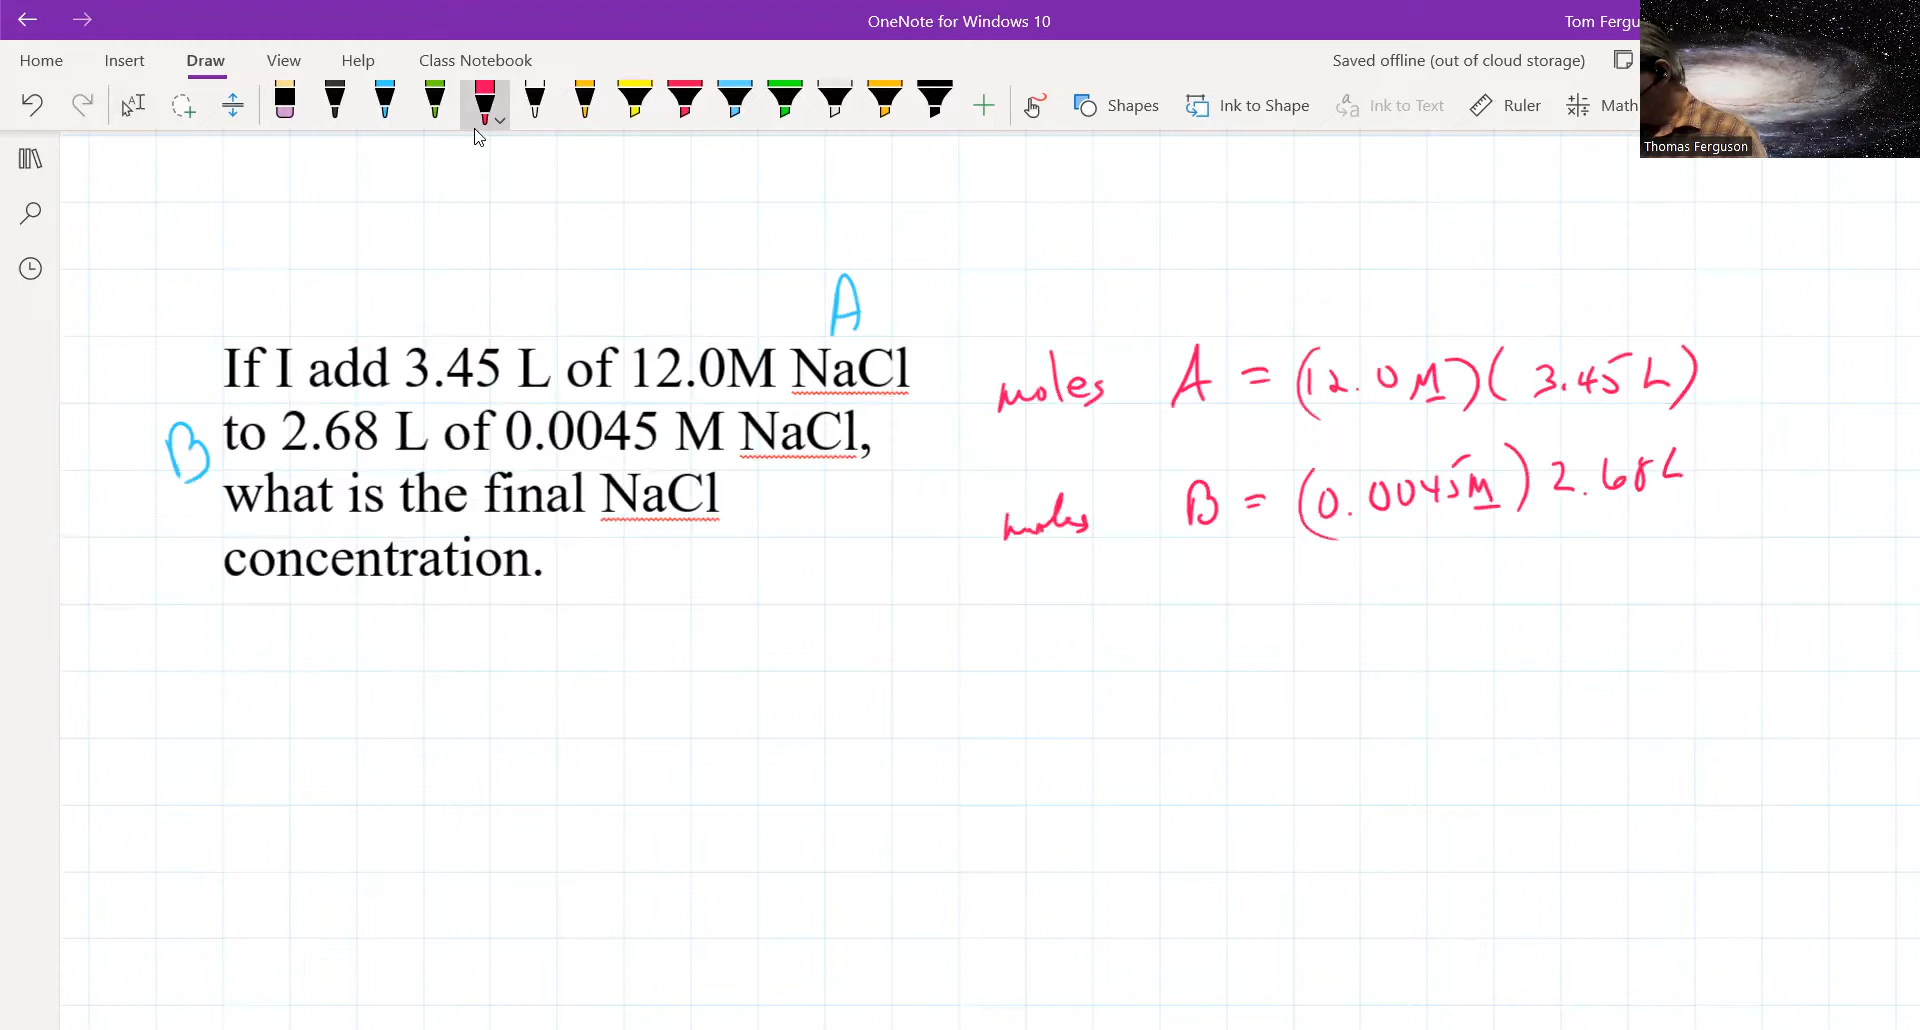 OneNote for Windows 10
Tom Fergu
Home Insert Draw View Help Class Notebook
Saved offline (out of cloud storage)
Shapes Ink to Shape Ink to Text Ruler Math
Thomas Ferguson
A
If I add 3.45 L of 12.0M NaCl
B to 2.68 L of 0.0045 M NaCl,
what is the final NaCl
concentration.
moles A = (12.0 M)( 3.45 L)
moles B = (0.0045 M) 2.68 L